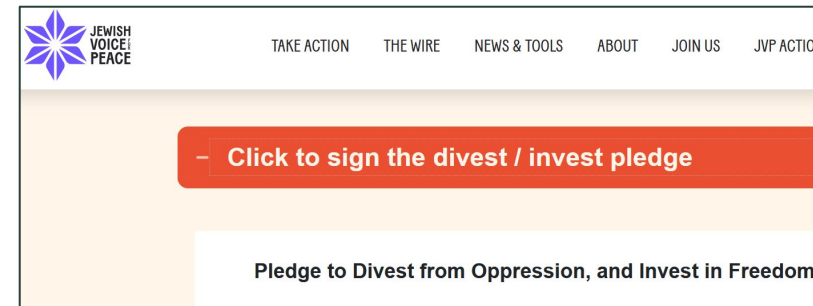 JEWISH
VOICE FOR
PEACE
TAKE ACTION THE WIRE NEWS & TOOLS ABOUT JOIN US JVP ACTIO
– Click to sign the divest / invest pledge
Pledge to Divest from Oppression, and Invest in Freedom